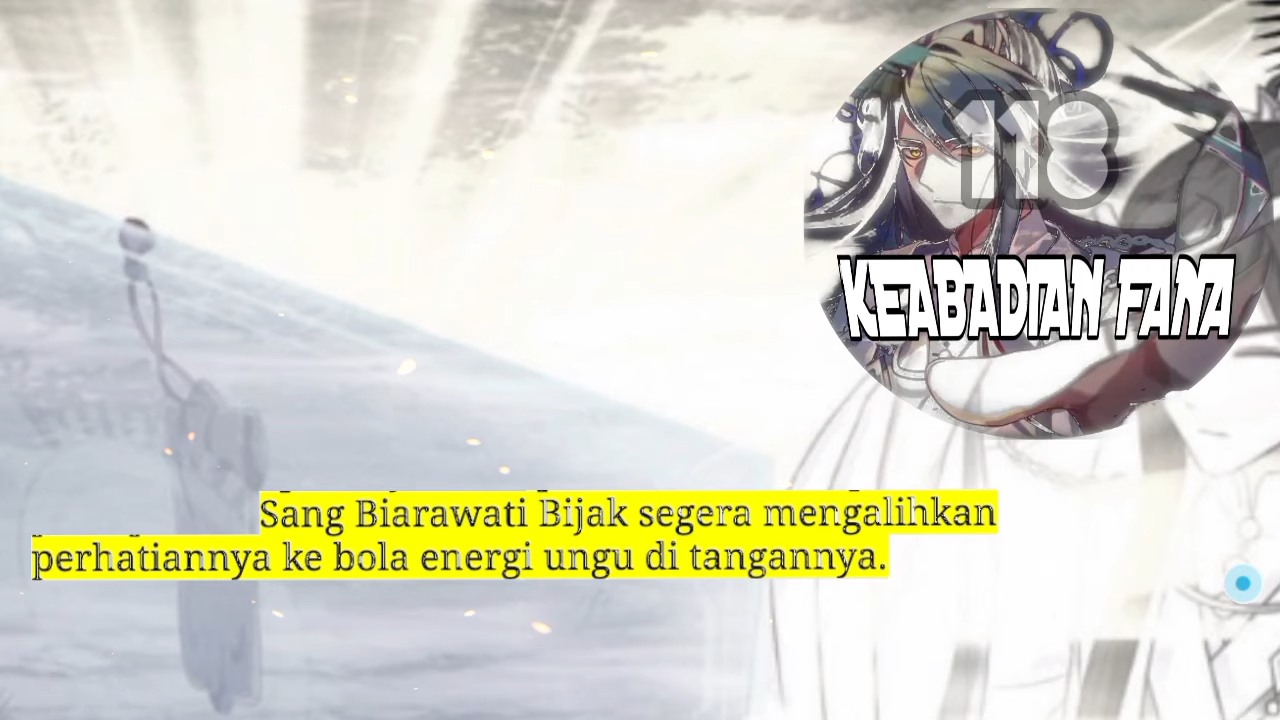 118
KEABADIAN FANA
Sang Biarawati Bijak segera mengalihkan
perhatiannya ke bola energi ungu di tangannya.